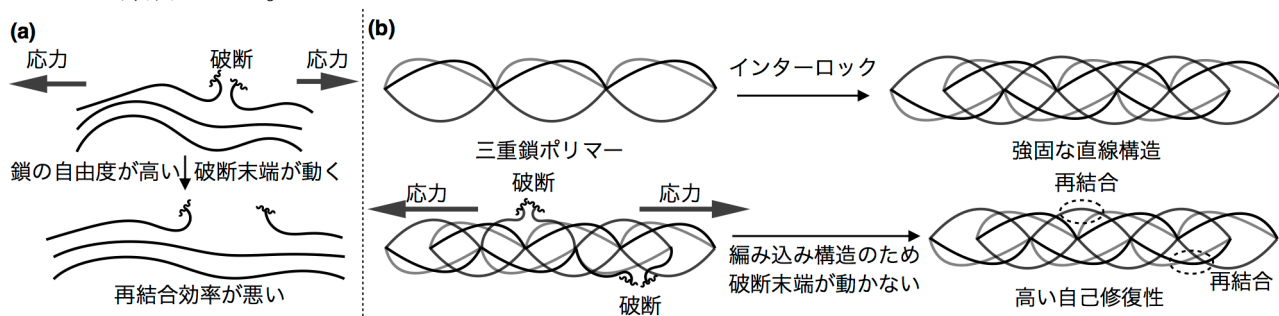 (a)
応力
破断
応力
鎖の自由度が高い
破断末端が動く
再結合効率が悪い
(b)
三重鎖ポリマー
インターロック
強固な直線構造
応力
破断
応力
破断
編み込み構造のため
破断末端が動かない
再結合
再結合
高い自己修復性